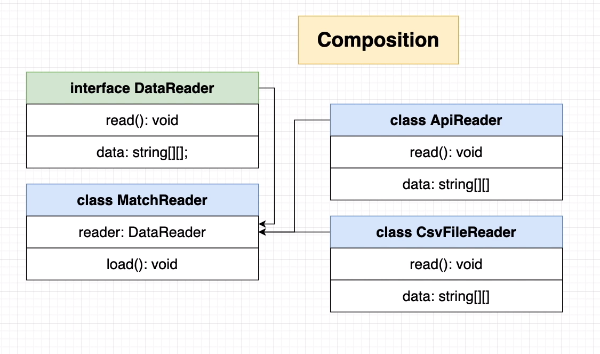 Composition
interface DataReader
read(): void
data: string[][];
class MatchReader
reader: DataReader
load(): void
class ApiReader
read(): void
data: string[][]
class CsvFileReader
read(): void
data: string[][]